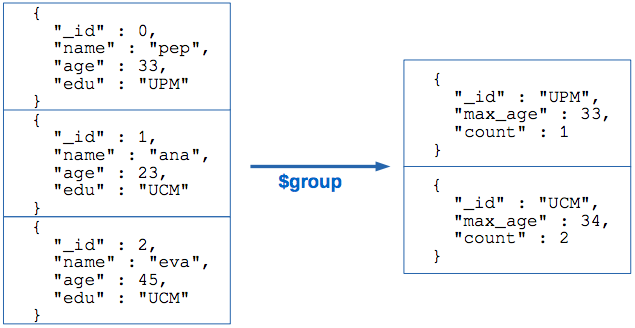 {
"_id" : 0,
"name" : "pep",
"age" : 33,
"edu" : "UPM"
}
{
"_id" : 1,
"name" : "ana",
"age" : 23,
"edu" : "UCM"
}
{
"_id" : 2,
"name" : "eva",
"age" : 45,
"edu" : "UCM"
}
$group
{
"_id" : "UPM",
"max_age" : 33,
"count" : 1
}
{
"_id" : "UCM",
"max_age" : 34,
"count" : 2
}